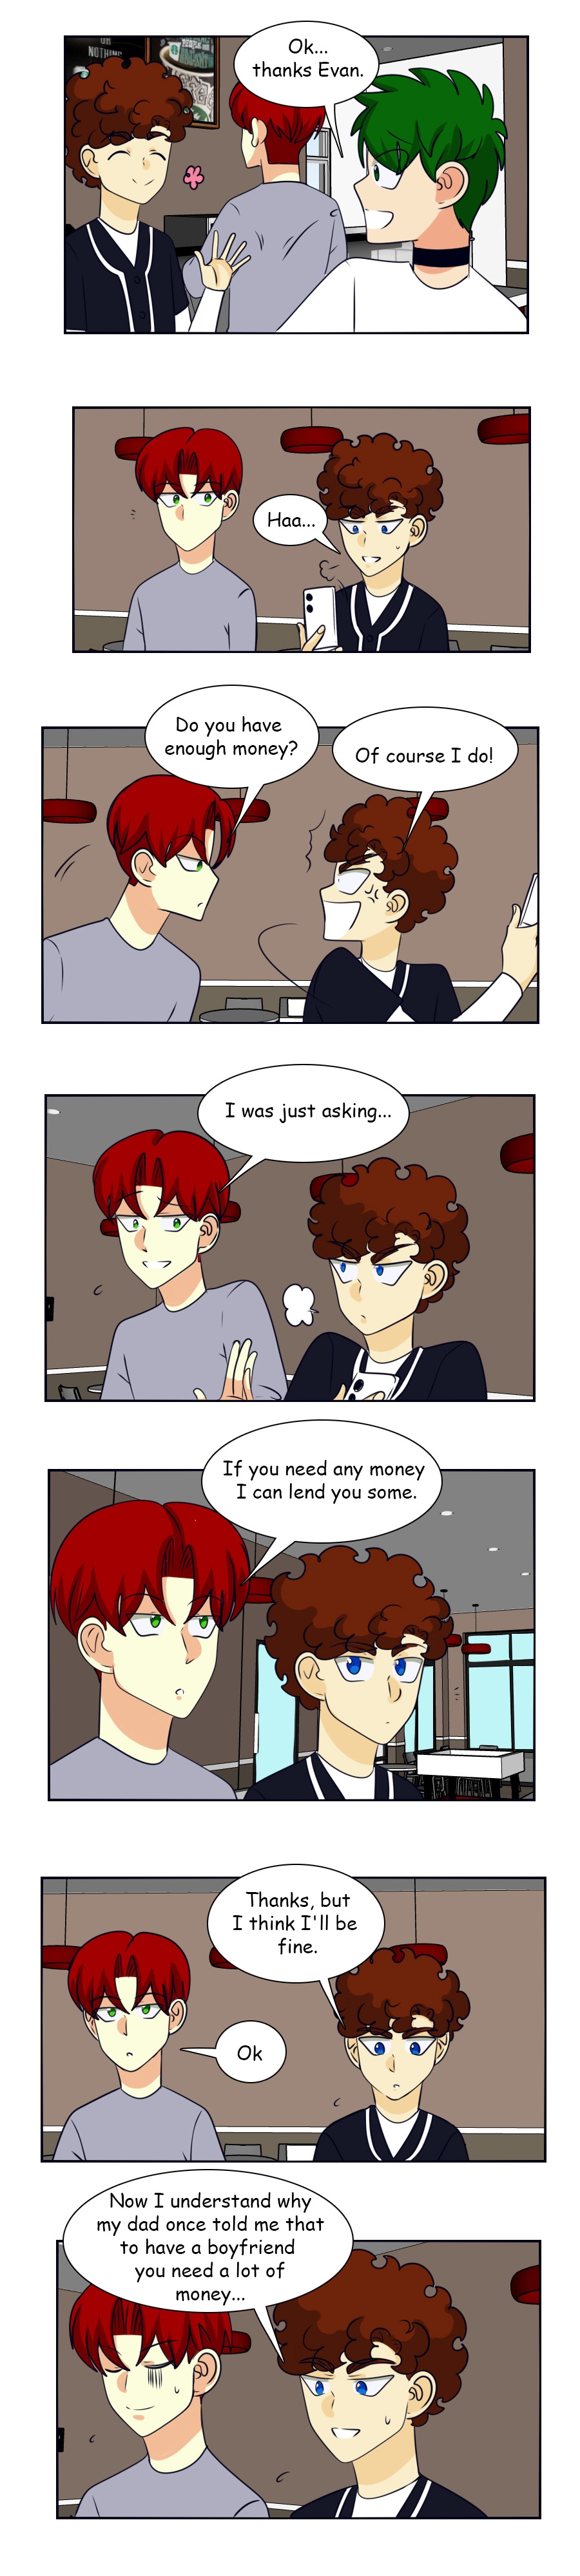 OR
NOTHING
Ok...
thanks Evan.
Haa...
Do you have
enough money?
Of course I do!
I was just asking...
If you need any money
I can lend you some.
Thanks, but
I think I'll be
fine.
Ok
Now I understand why
my dad once told me that
to have a boyfriend
you need a lot of
money...